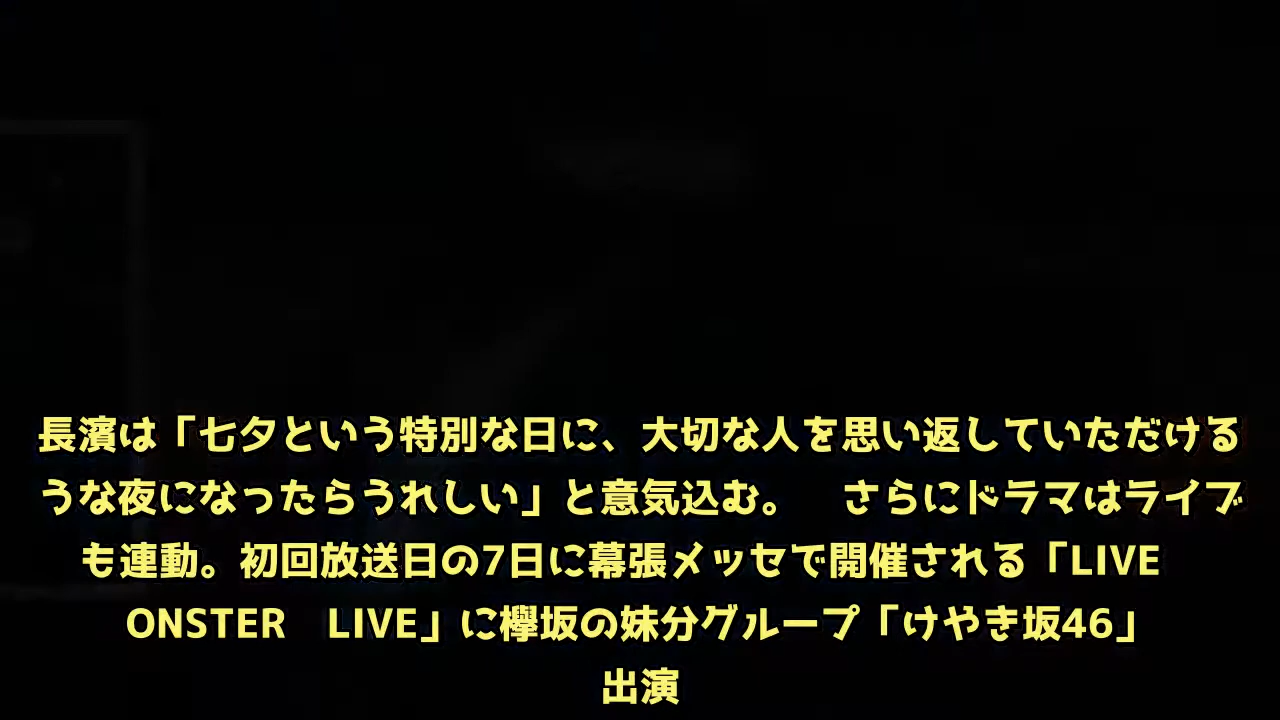 長濱は「七夕という特別な日に、大切な人を思い返していただける
うな夜になったらうれしい」と意気込む。　さらにドラマはライブ
も連動。初回放送日の7日に幕張メッセで開催される「LIVE
ONSTER　LIVE」に欅坂の妹分グループ「けやき坂46」
出演